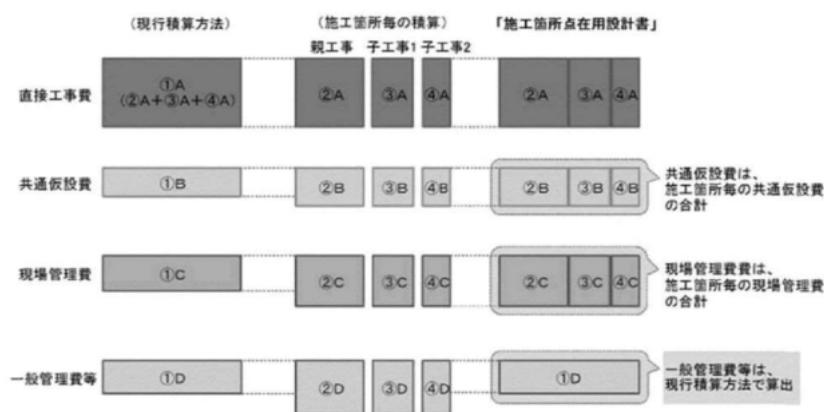 （現行積算方法）
（施工箇所毎の積算）
「施工箇所点在用設計書」
親工事 子工事1 子工事2
直接工事費
①A
（②A＋③A＋④A）
②A ③A ④A
②A ③A ④A
共通仮設費
①B
②B ③B ④B
②B ③B ④B
共通仮設費は、
施工箇所毎の共通仮設費
の合計
現場管理費
①C
②C ③C ④C
②C ③C ④C
現場管理費費は、
施工箇所毎の現場管理費
の合計
一般管理費等
①D
②D ③D ④D
①D
一般管理費等は、
現行積算方法で算出